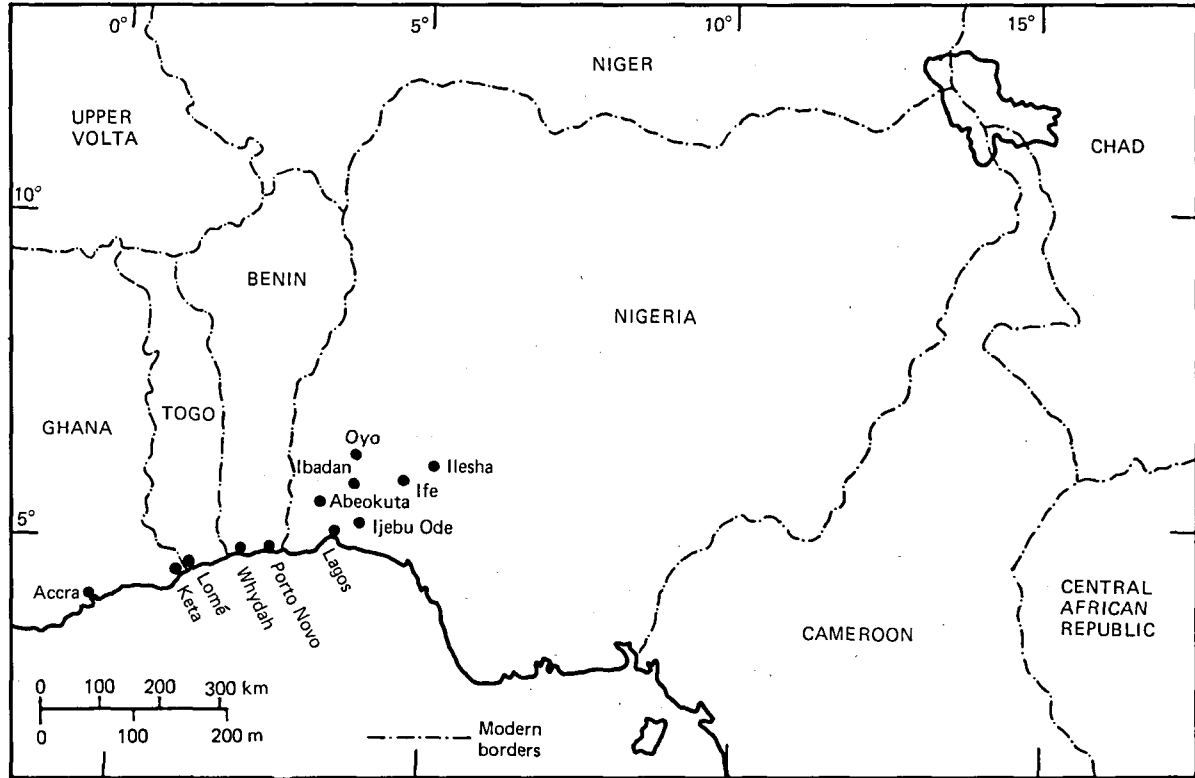 0°
5°
10°
15°
NIGER
UPPER
VOLTA
CHAD
10°
BENIN
NIGERIA
TOGO
GHANA
Oyo
Ibadan
Ilesha
Ife
Abeokuta
Ijebu Ode
5°
Lagos
Porto Novo
Whydah
Lomé
Keta
Accra
CENTRAL
AFRICAN
REPUBLIC
CAMEROON
0 100 200 300 km
0 100 200 m
Modern
borders